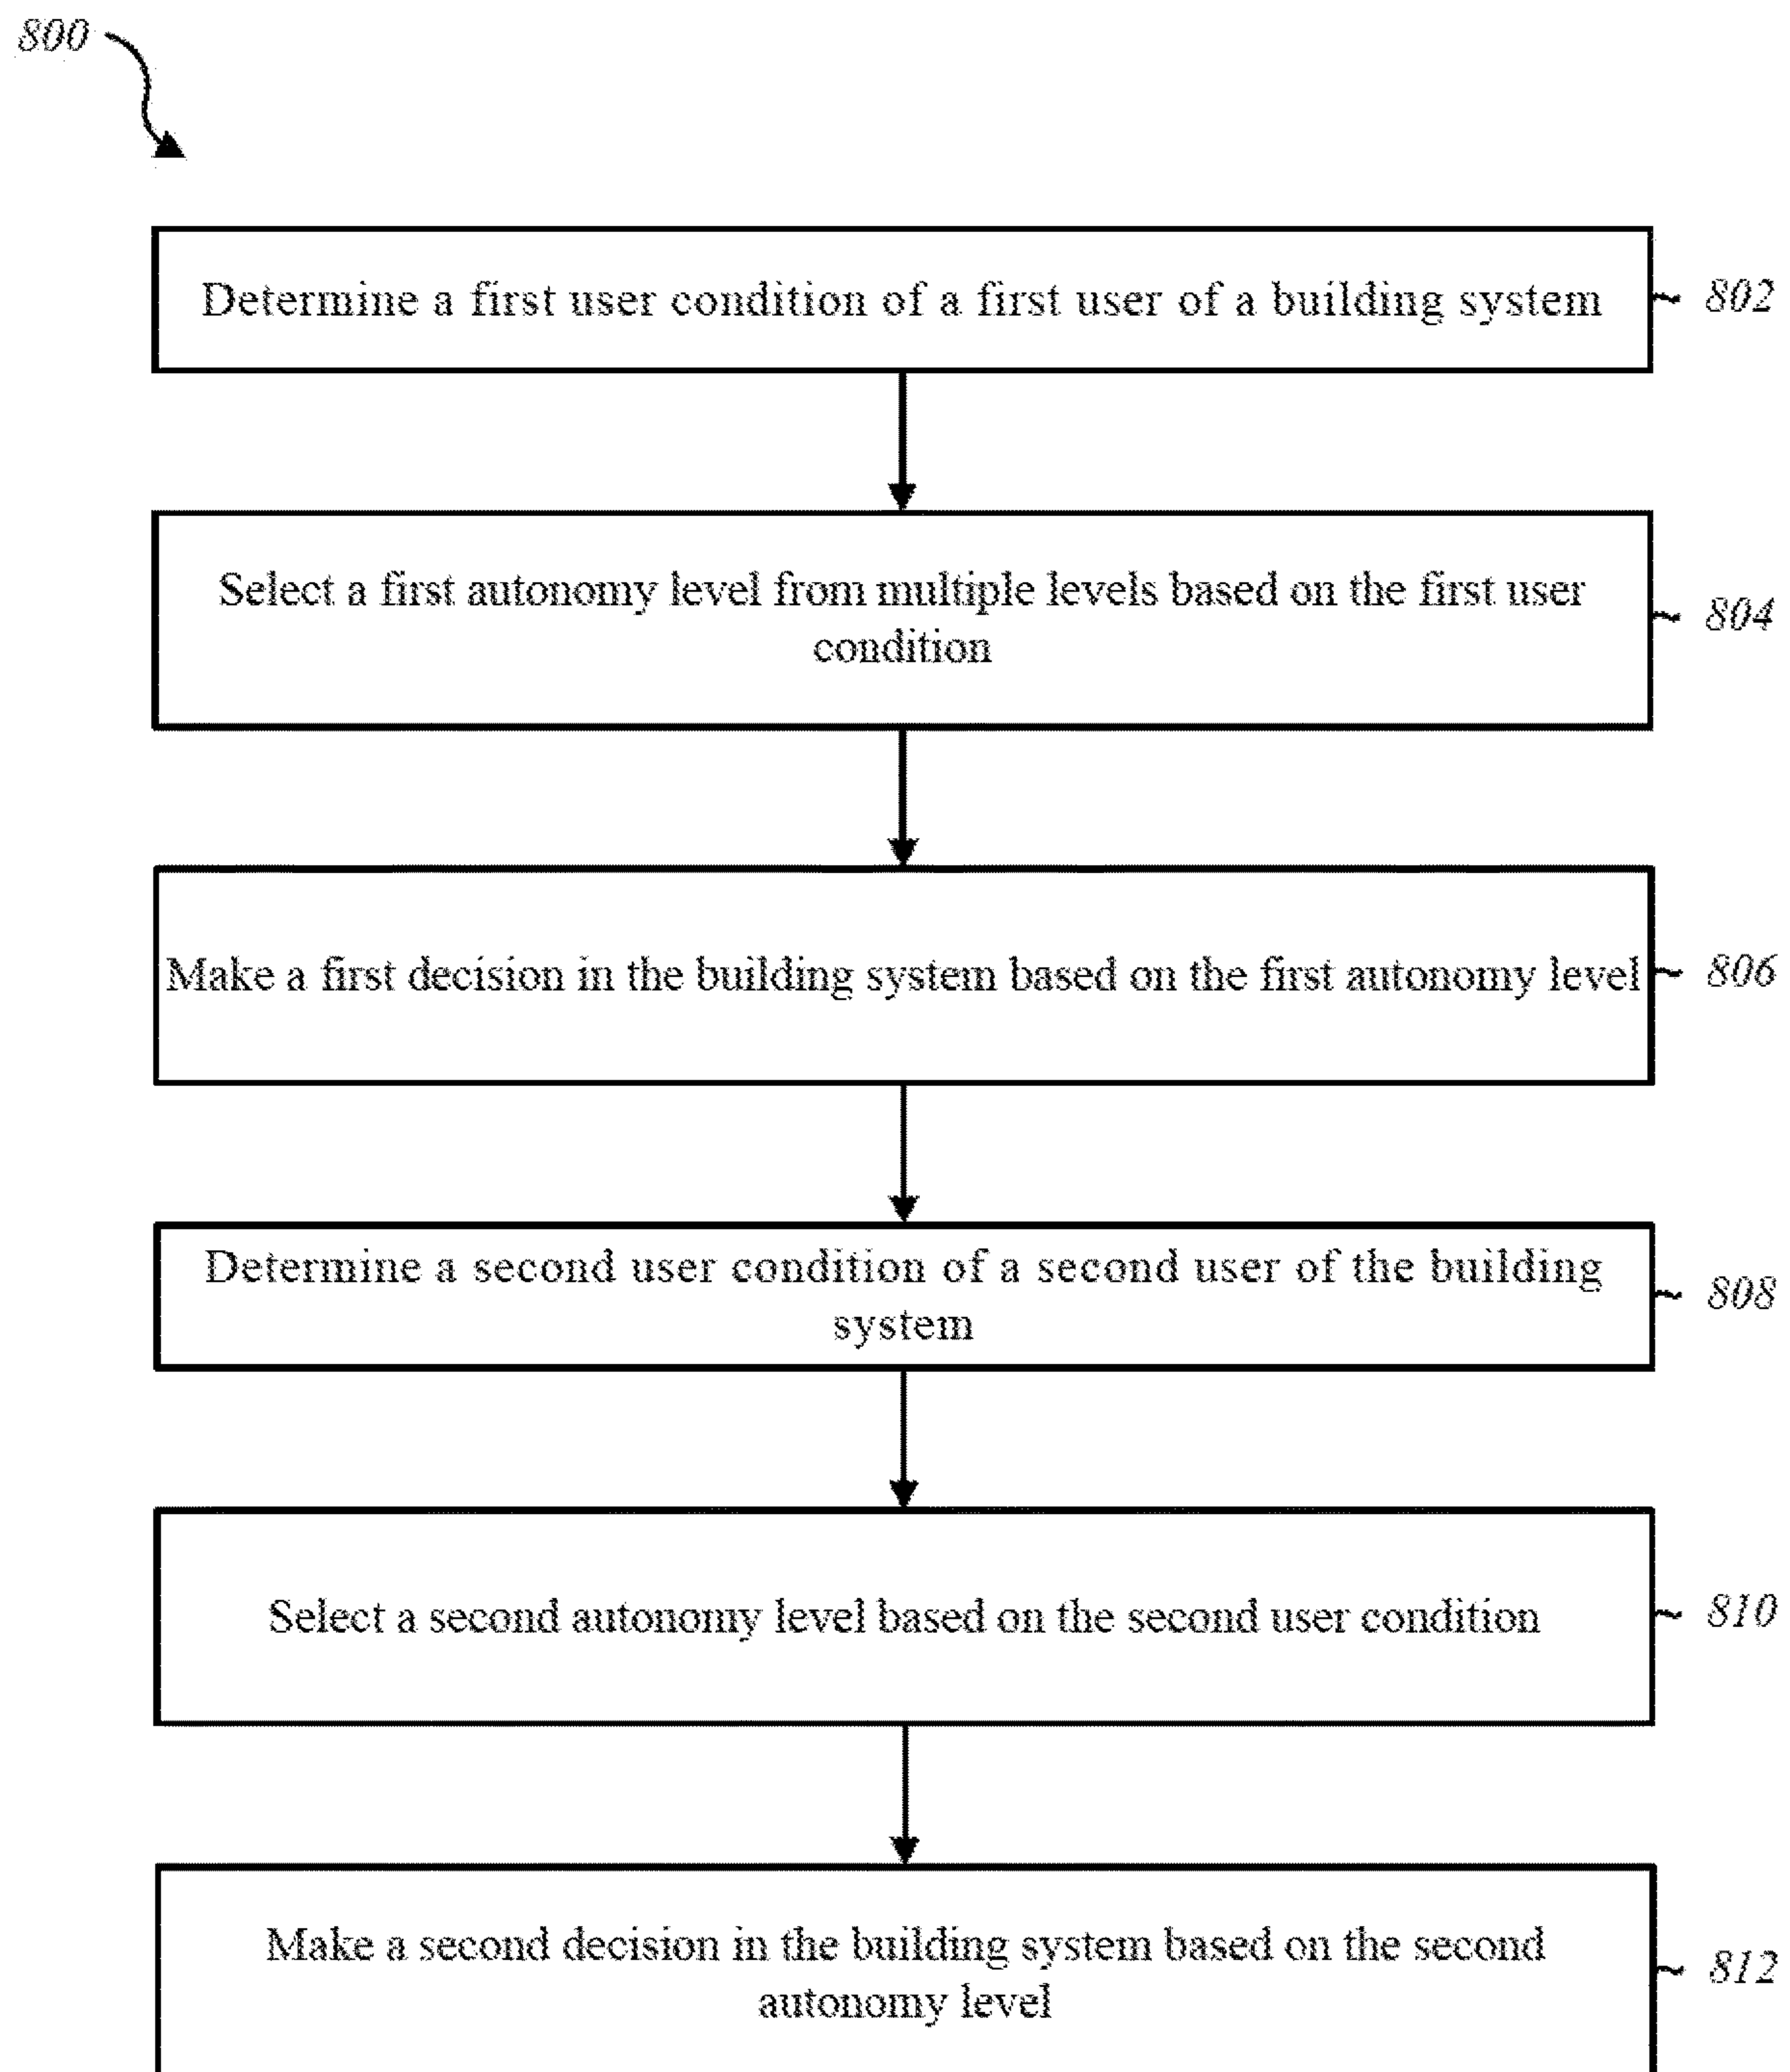 800
Determine a first user condition of a first user of a building system
802
Select a first autonomy level from multiple levels based on the first user
condition
804
Make a first decision in the building system based on the first autonomy level
806
Determine a second user condition of a second user of the building
system
808
Select a second autonomy level based on the second user condition
810
Make a second decision in the building system based on the second
autonomy level
812